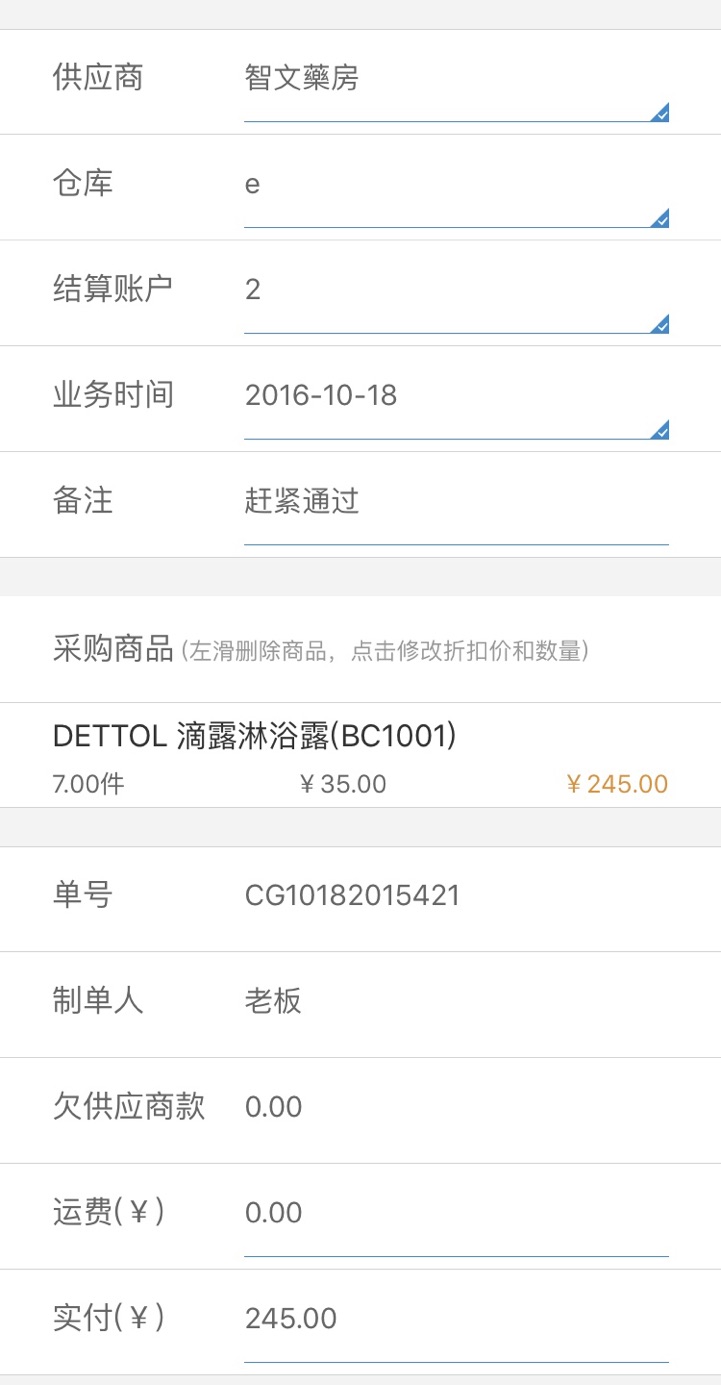 供应商 智文藥房
仓库 e
结算账户 2
业务时间 2016-10-18
备注 赶紧通过
采购商品 (左滑删除商品，点击修改折扣价和数量)
DETTOL 滴露淋浴露(BC1001)
7.00件 ¥ 35.00 ¥ 245.00
单号 CG10182015421
制单人 老板
欠供应商款 0.00
运费(¥) 0.00
实付(¥) 245.00